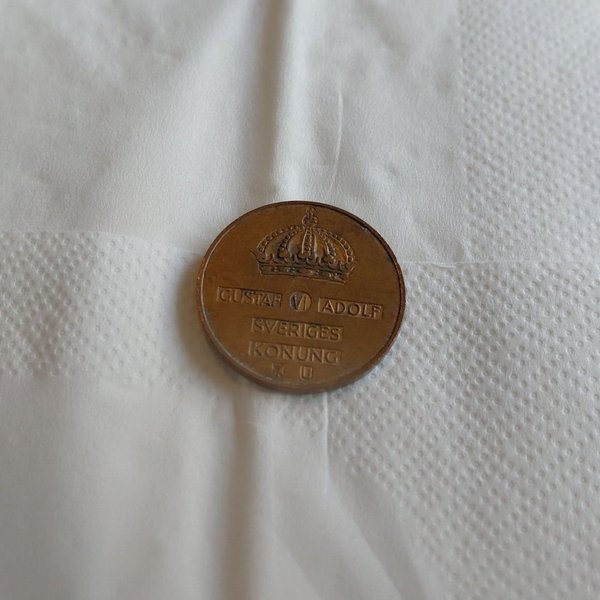 GUSTAF VI ADOLF
SVERIGES
KONUNG
U